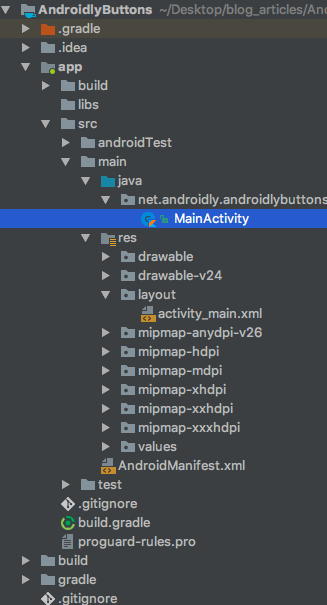 AndroidlyButtons ~/Desktop/blog_articles/An
.gradle
.idea
app
build
libs
src
androidTest
main
java
net.androidly.androidlybuttons
MainActivity
res
drawable
drawable-v24
layout
activity_main.xml
mipmap-anydpi-v26
mipmap-hdpi
mipmap-mdpi
mipmap-xhdpi
mipmap-xxhdpi
mipmap-xxxhdpi
values
AndroidManifest.xml
test
.gitignore
build.gradle
proguard-rules.pro
build
gradle
.gitignore